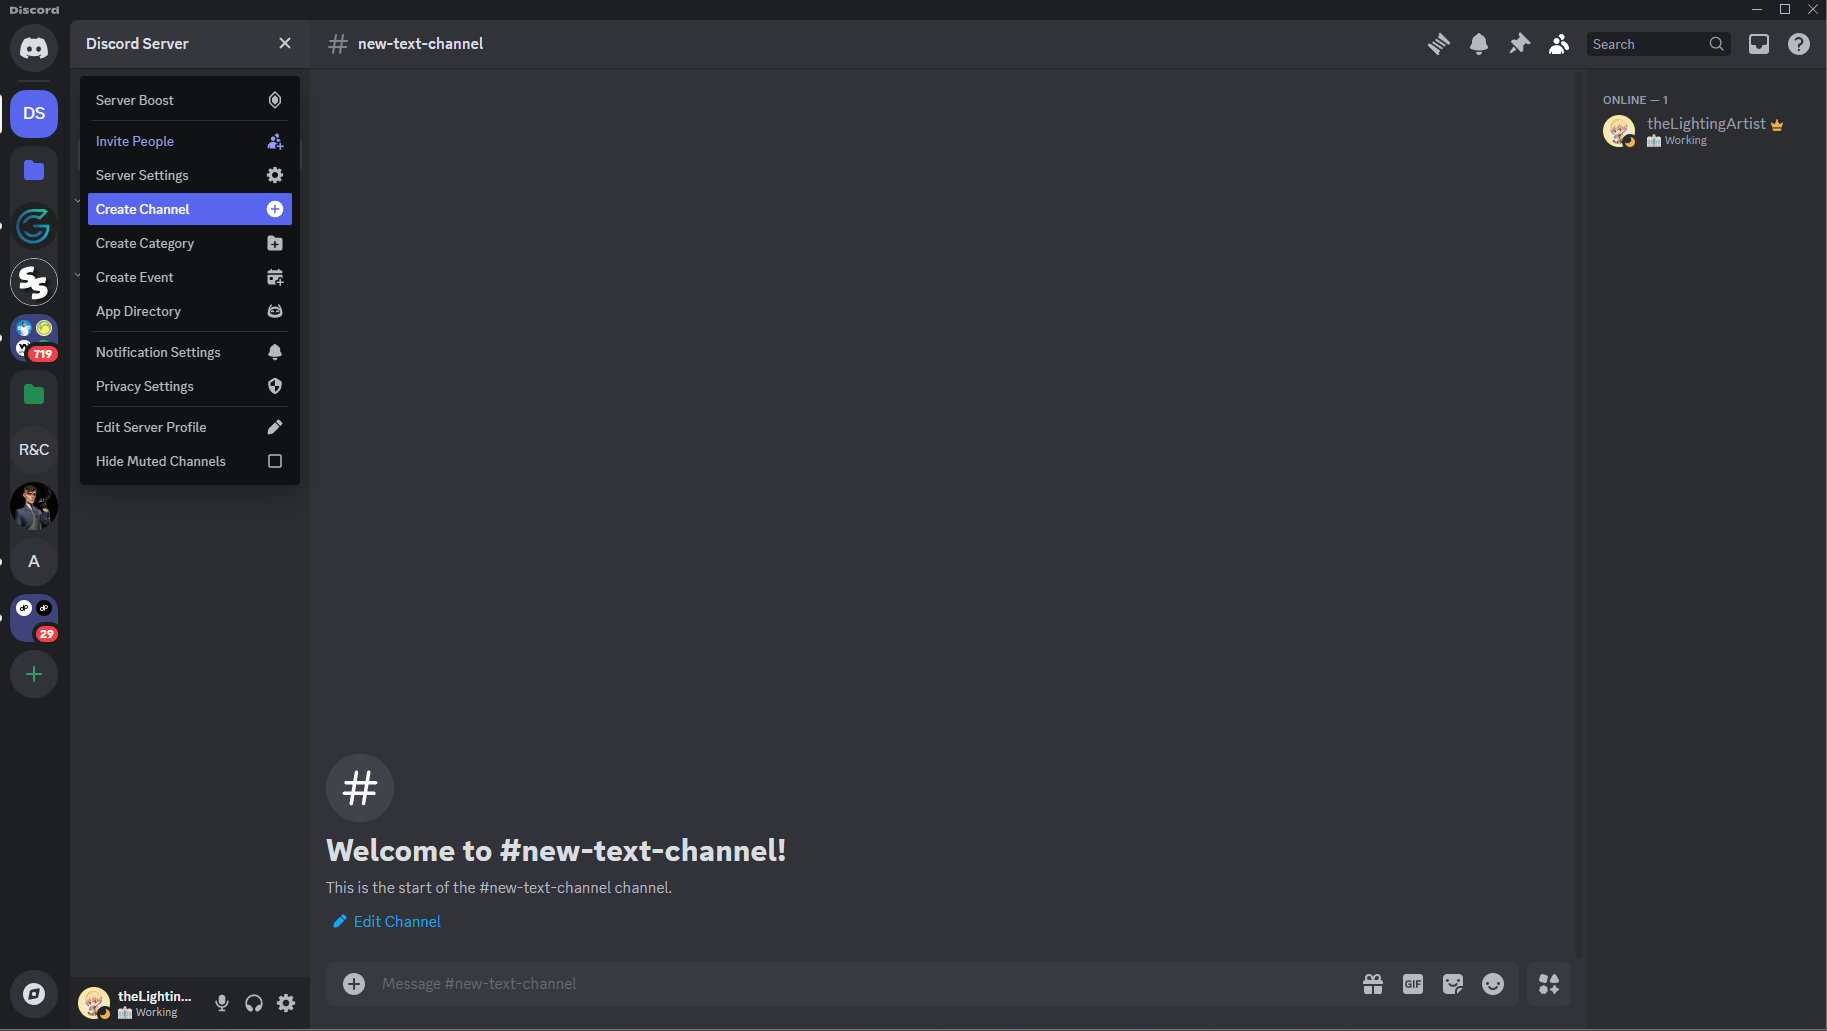 Discord
Discord Server
new-text-channel
Search
DS
Server Boost
Invite People
Server Settings
Create Channel
Create Category
Create Event
App Directory
Notification Settings
Privacy Settings
Edit Server Profile
Hide Muted Channels
719
R&C
A
29
ONLINE — 1
theLightingArtist
Working
Welcome to #new-text-channel!
This is the start of the #new-text-channel channel.
Edit Channel
Message #new-text-channel
GIF
theLightin...
Working